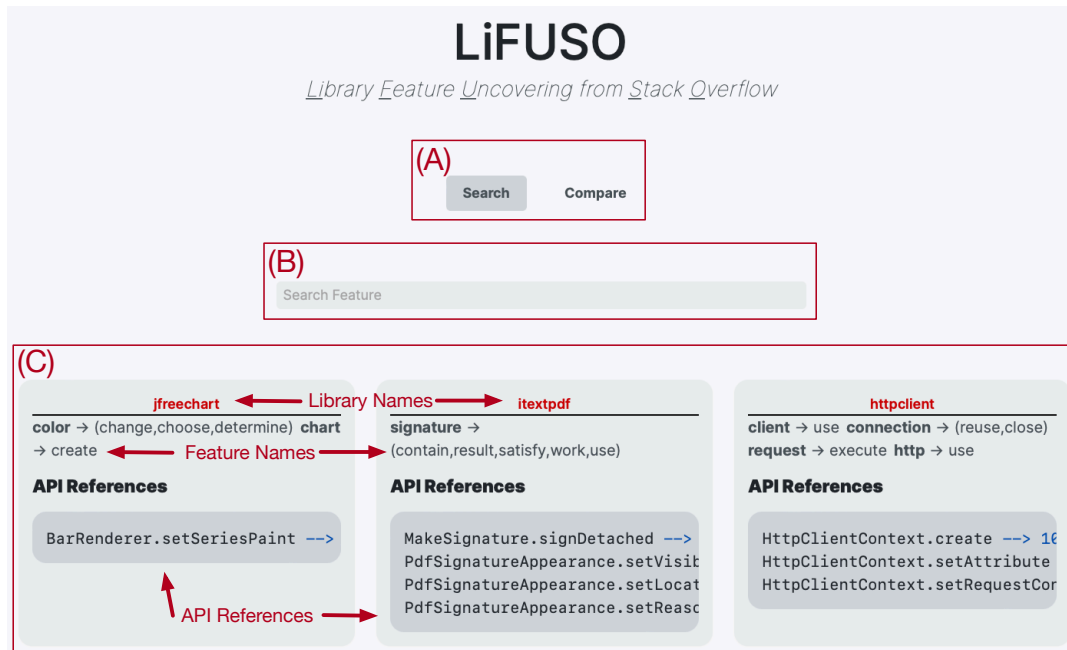 LiFUSO
Library Feature Uncovering from Stack Overflow
(A)
Search Compare
(B)
Search Feature
(C)
jfreechart Library Names itextpdf httpclient
color → (change,choose,determine) chart signature → client → use connection → (reuse,close)
→ create Feature Names (contain,result,satisfy,work,use) request → execute http → use
API References API References API References
BarRenderer.setSeriesPaint --> MakeSignature.signDetached --> HttpClientContext.create --> 10
PdfSignatureAppearance.setVisib HttpClientContext.setAttribute
PdfSignatureAppearance.setLocat HttpClientContext.setRequestCon
PdfSignatureAppearance.setReasc
API References